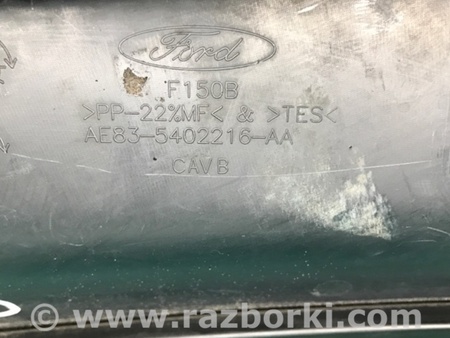 Ford
F150B
>PP-22%MF< & >TES<
AE83-5402216-AA
CAVB
© www.razborki.com